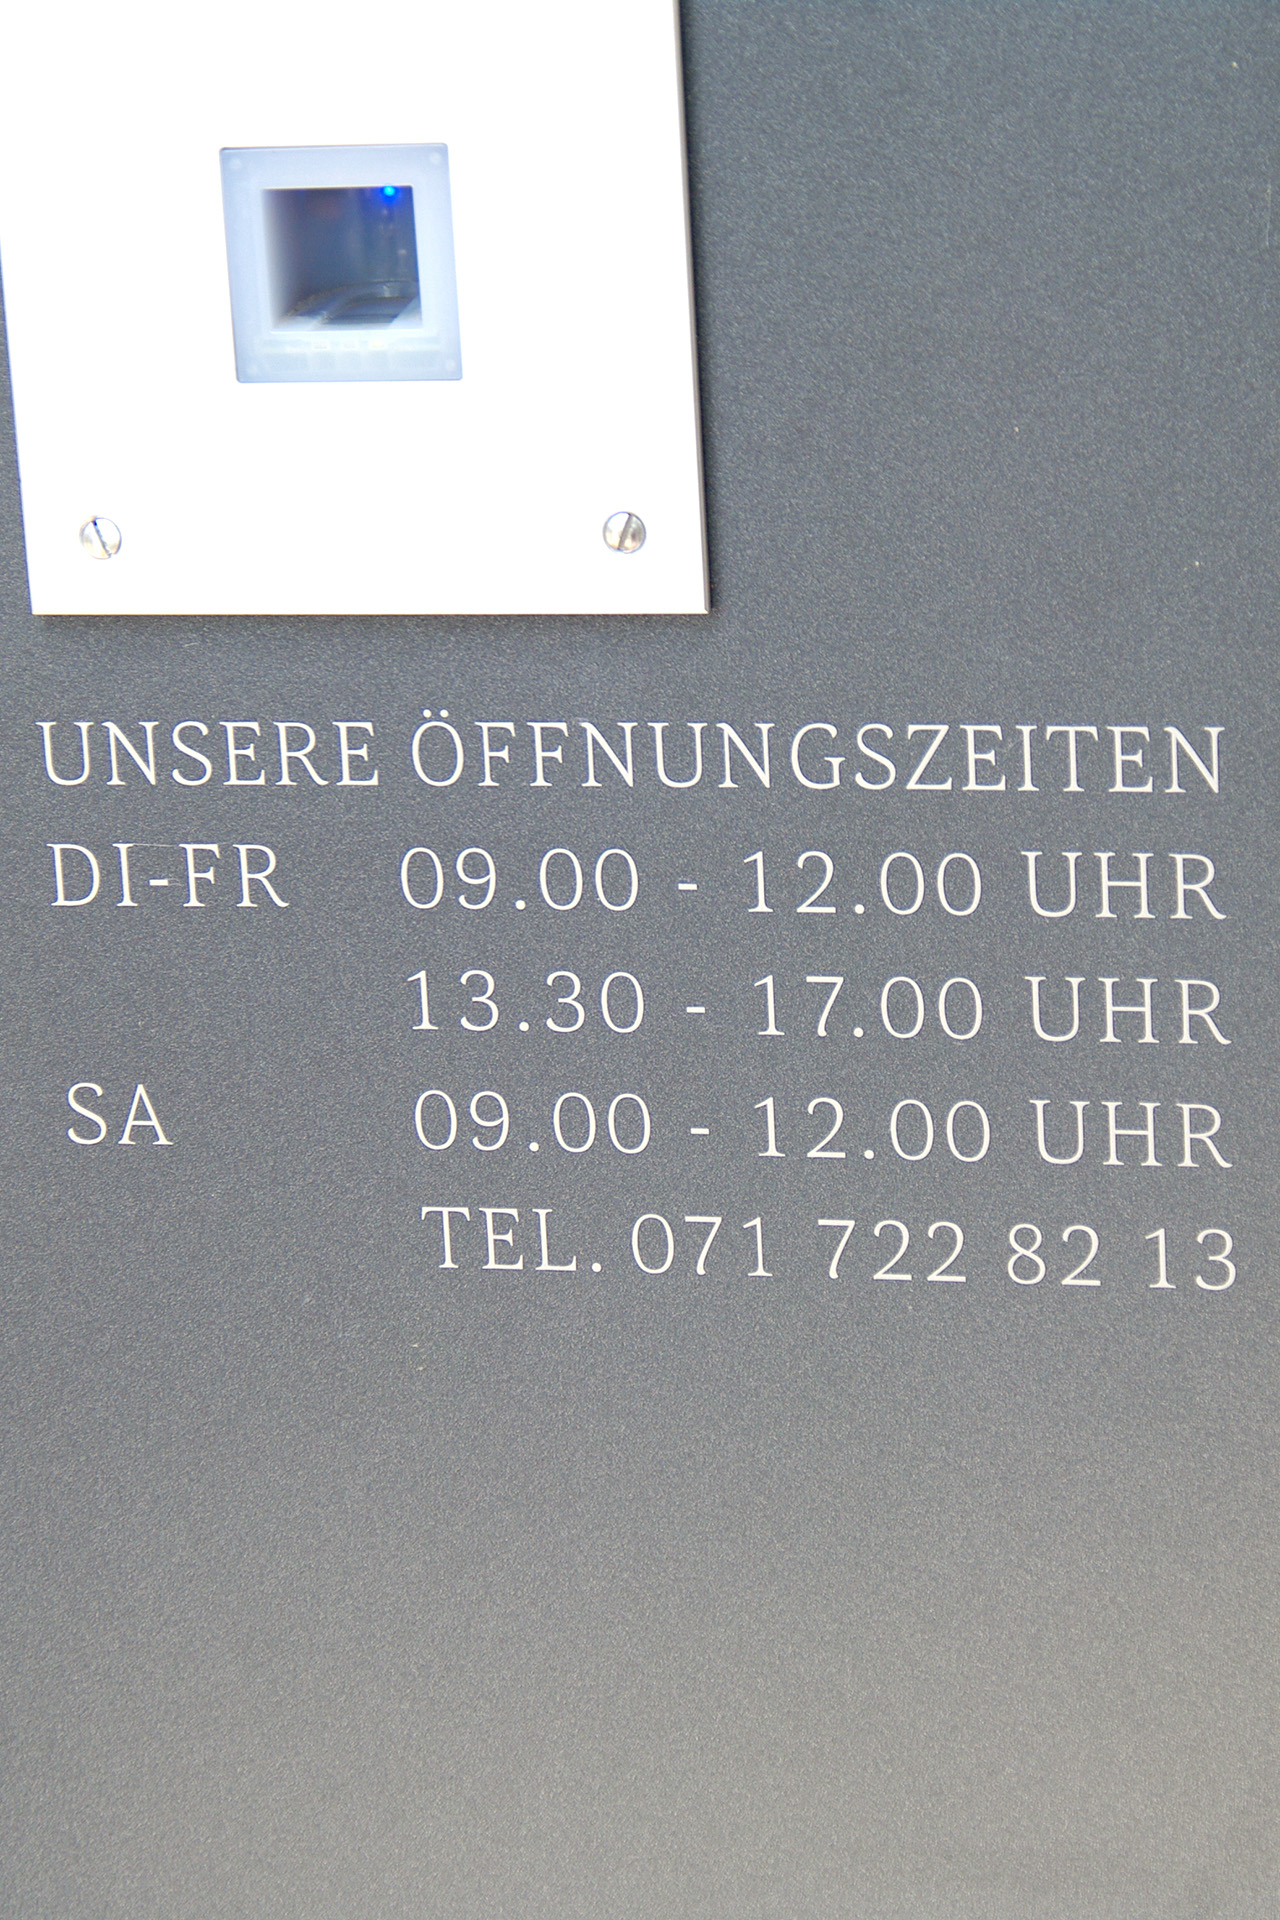 UNSERE ÖFFNUNGSZEITEN
DI-FR 09.00 - 12.00 UHR
13.30 - 17.00 UHR
SA 09.00 - 12.00 UHR
TEL. 071 722 82 13